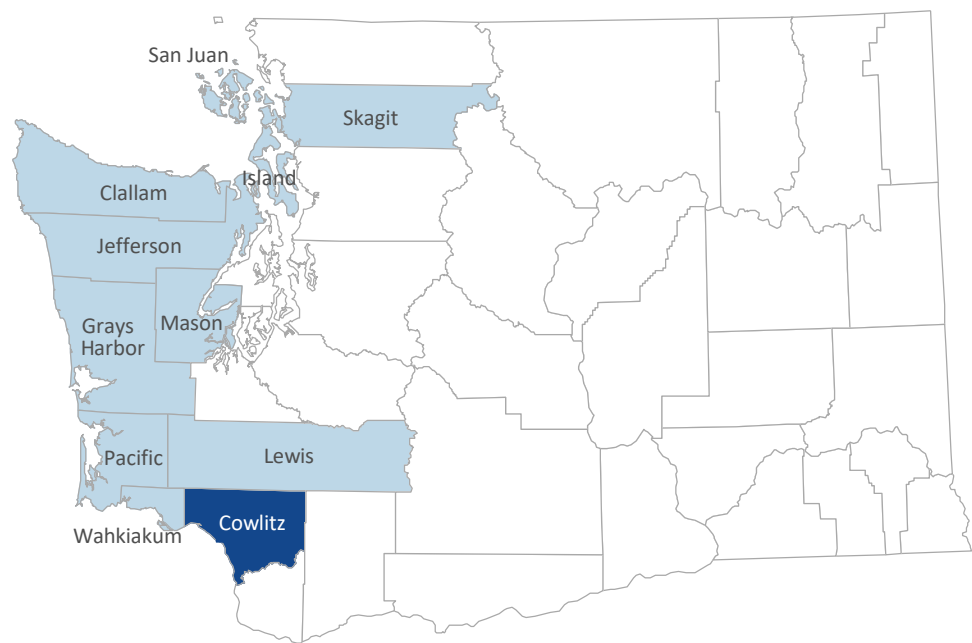 San Juan
Skagit
Island
Clallam
Jefferson
Grays
Harbor
Mason
Pacific
Lewis
Cowlitz
Wahkiakum